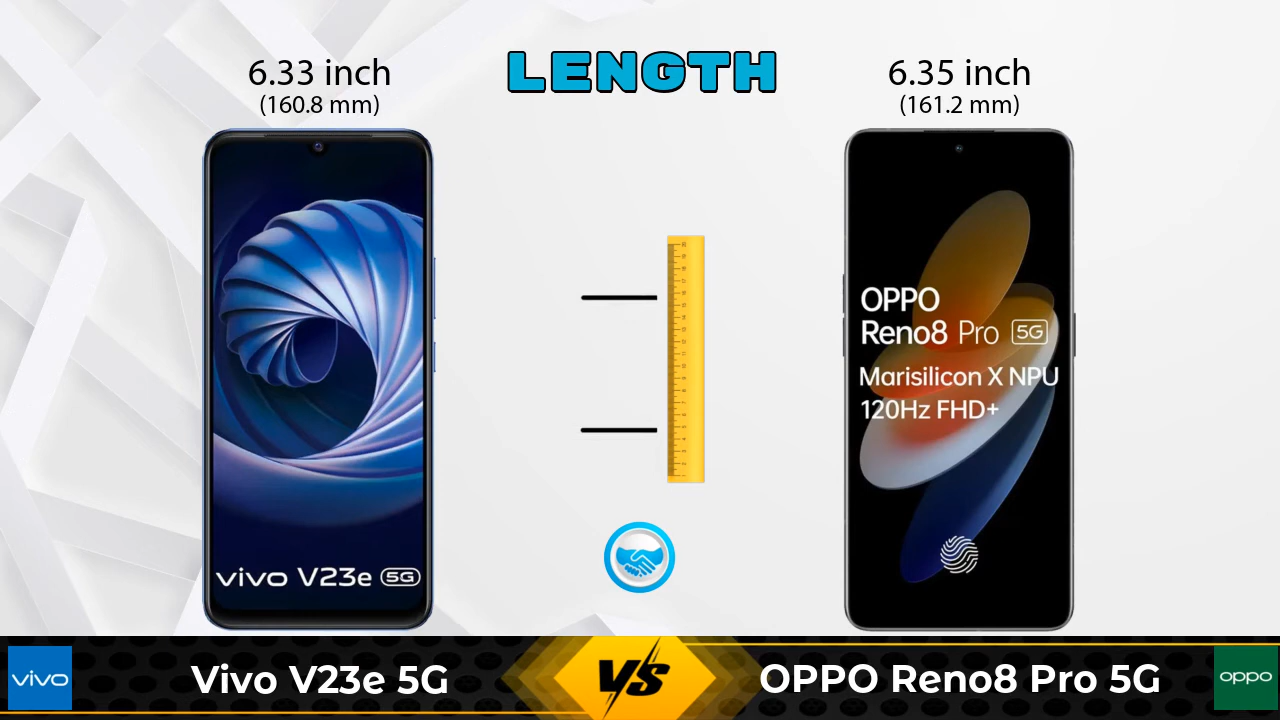 LENGTH
6.33 inch
(160.8 mm)
6.35 inch
(161.2 mm)
OPPO
Reno8 Pro 5G
Marisilicon X NPU
120Hz FHD+
vivo V23e 5G
vivo
Vivo V23e 5G
VS
OPPO Reno8 Pro 5G
oppo